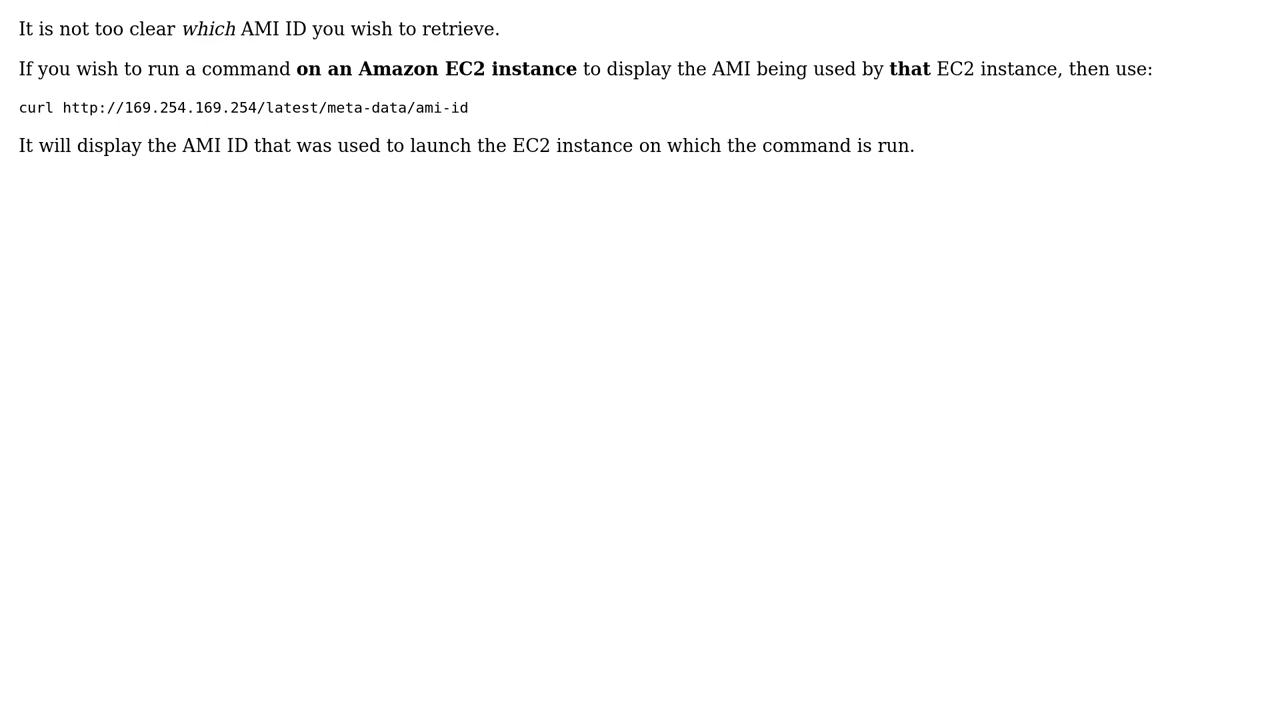 It is not too clear which AMI ID you wish to retrieve.
If you wish to run a command on an Amazon EC2 instance to display the AMI being used by that EC2 instance, then use:
curl http://169.254.169.254/latest/meta-data/ami-id
It will display the AMI ID that was used to launch the EC2 instance on which the command is run.